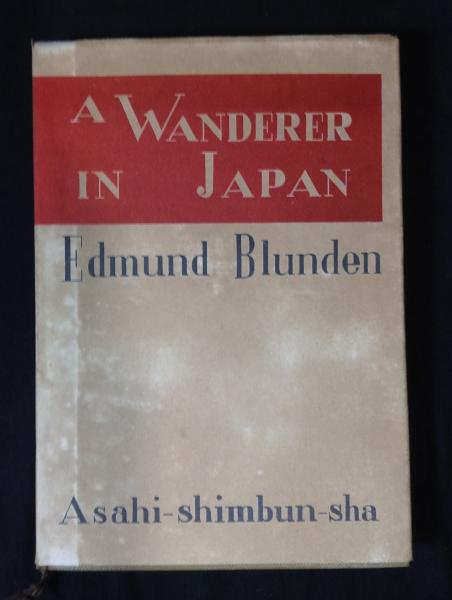 A WANDERER
IN JAPAN
Edmund Blunden
Asahi-shimbun-sha